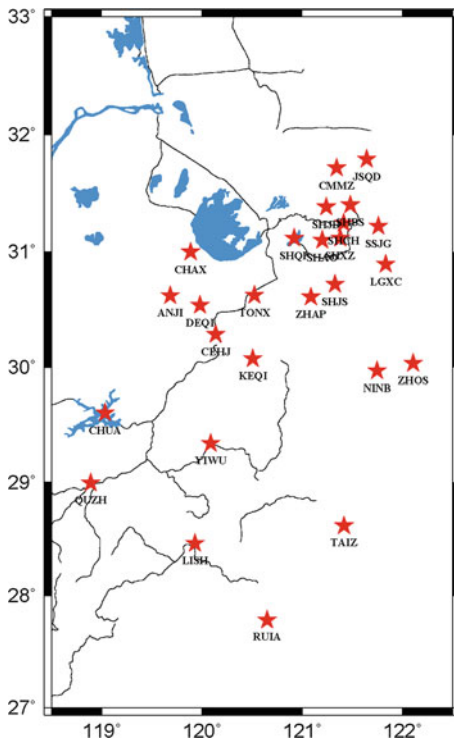 33°
32°
JSQD
CMMZ
SSJG
31°
SHQP
CHAX
LGXC
SHJS
ANJI
TONX
ZHAP
DEQI
30°
KEQI
NINB
ZHOS
CHUA
YIWU
29°
QUZH
TAIZ
LISH
28°
RUIA
27°
119°
120°
121°
122°